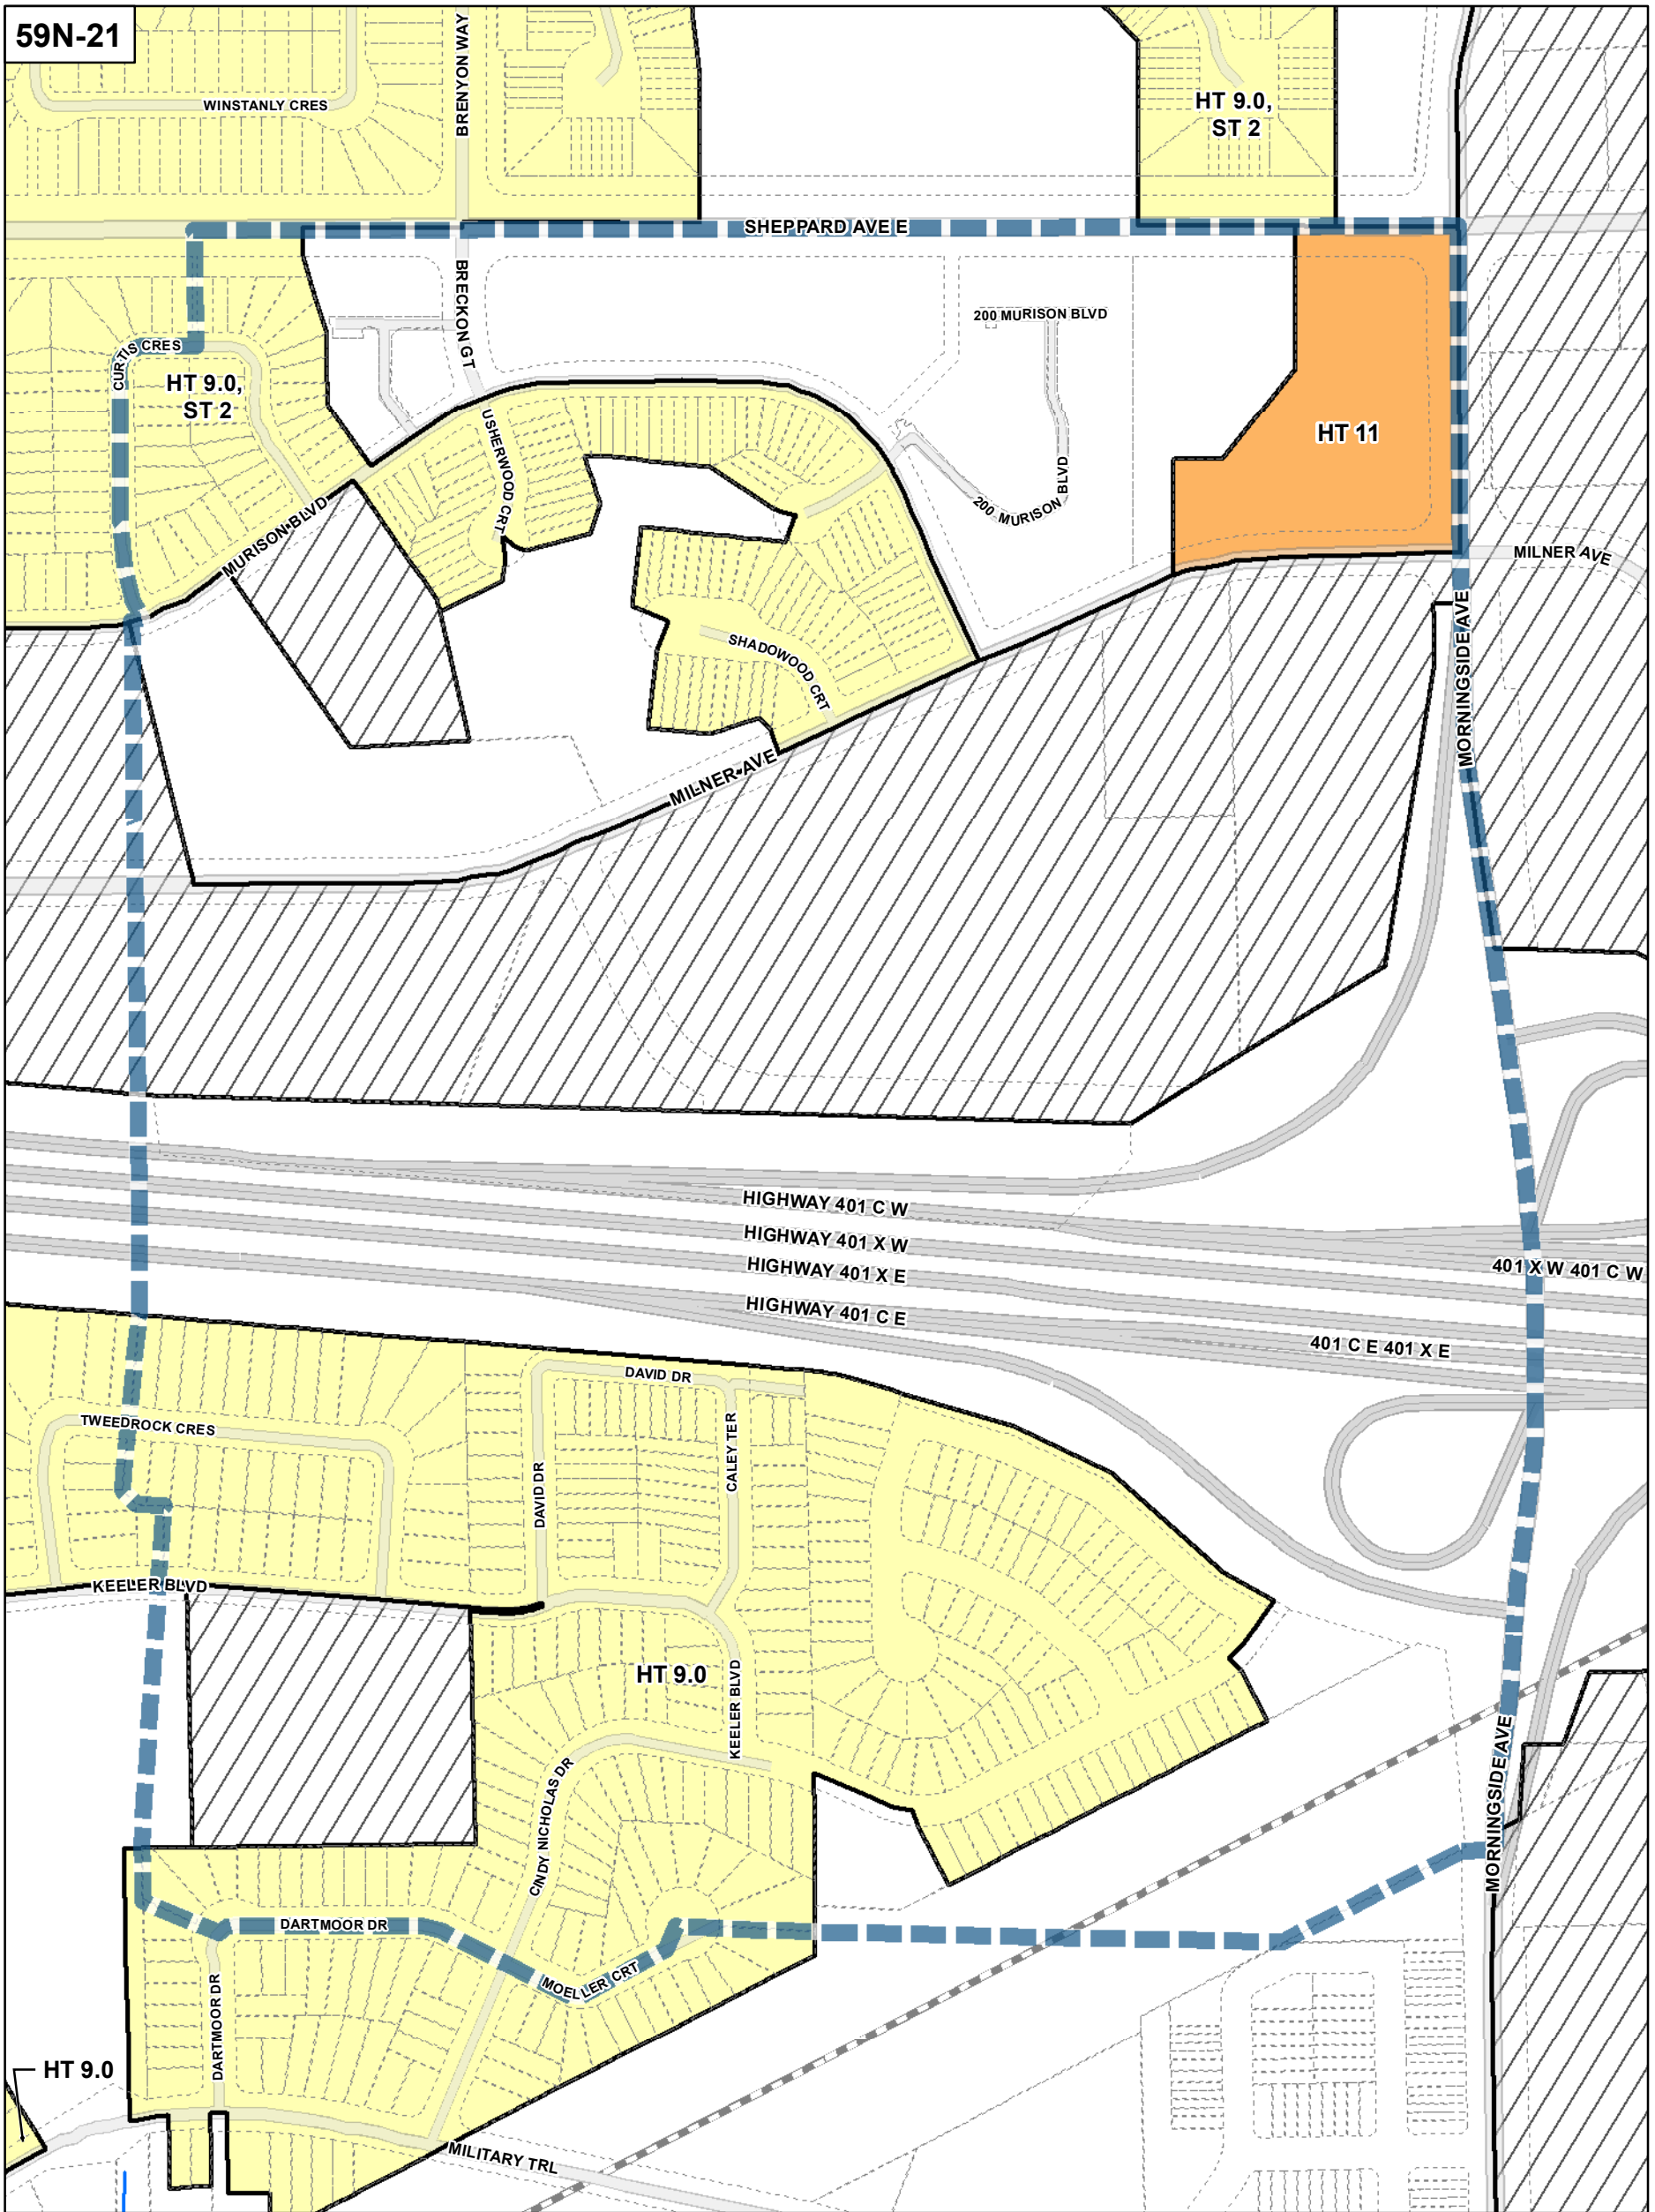 59N-21
BRENYON WAY
WINSTANLY CRES
HT 9.0,
ST 2
SHEPPARD AVE E
BRECKON GT
200 MURISON BLVD
CURTIS CRES
HT 9.0,
ST 2
USHERWOOD CRT
HT 11
200 MURISON BLVD
MURISON BLVD
MILNER AVE
MORNINGSIDE AVE
SHADOWOOD CRT
MILNER AVE
HIGHWAY 401 C W
HIGHWAY 401 X W
HIGHWAY 401 X E
401 X W 401 C W
HIGHWAY 401 C E
401 C E 401 X E
DAVID DR
TWEEDROCK CRES
CALEY TER
DAVID DR
KEELER BLVD
HT 9.0
KEELER BLVD
CINDY NICHOLAS DR
MORNINGSIDE AVE
DARTMOOR DR
MOELLER CRT
DARTMOOR DR
HT 9.0
MILITARY TRL